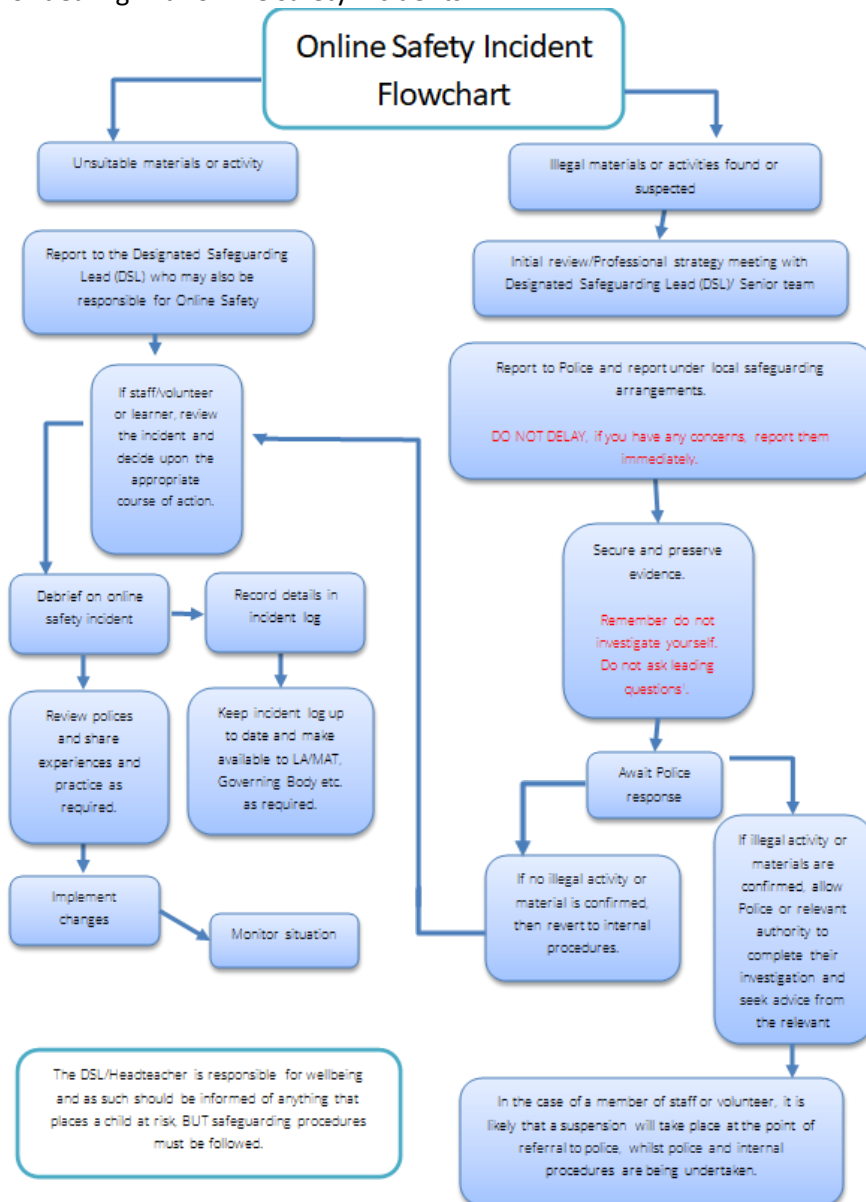 Online Safety Incident
Flowchart
Unsuitable materials or activity
Report to the Designated Safeguarding
Lead (DSL) who may also be
responsible for Online Safety
If staff/volunteer
or learner, review
the incident and
decide upon the
appropriate
course of action.
Debrief on online
safety incident
Record details in
incident log
Review polices
and share
experiences and
practice as
required.
Keep incident log up
to date and make
available to LA/MAT,
Governing Body etc.
as required.
Implement
changes
Monitor situation
The DSL/Headteacher is responsible for wellbeing
and as such should be informed of anything that
places a child at risk, BUT safeguarding procedures
must be followed.
Illegal materials or activities found or
suspected
Initial review/Professional strategy meeting with
Designated Safeguarding Lead (DSL)/ Senior team
Report to Police and report under local safeguarding
arrangements.
DO NOT DELAY, if you have any concerns, report them
immediately.
Secure and preserve
evidence.
Remember do not
investigate yourself.
Do not ask leading
questions'.
Await Police
response
If no illegal activity or
material is confirmed,
then revert to internal
procedures.
If illegal activity or
materials are
confirmed, allow
Police or relevant
authority to
complete their
investigation and
seek advice from
the relevant
In the case of a member of staff or volunteer, it is
likely that a suspension will take place at the point of
referral to police, whilst police and internal
procedures are being undertaken.